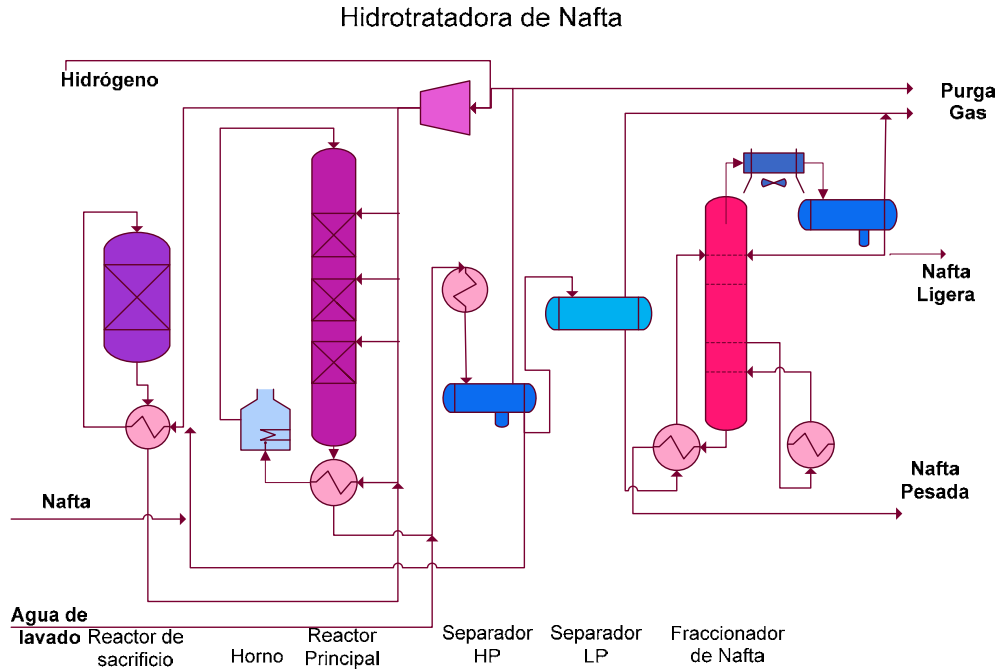 Hidrotratadora de Nafta
Hidrógeno
Purga
Gas
Nafta
Ligera
Nafta
Pesada
Nafta
Agua de
lavado
Reactor de
sacrificio
Horno
Reactor
Principal
Separador
HP
Separador
LP
Fraccionador
de Nafta